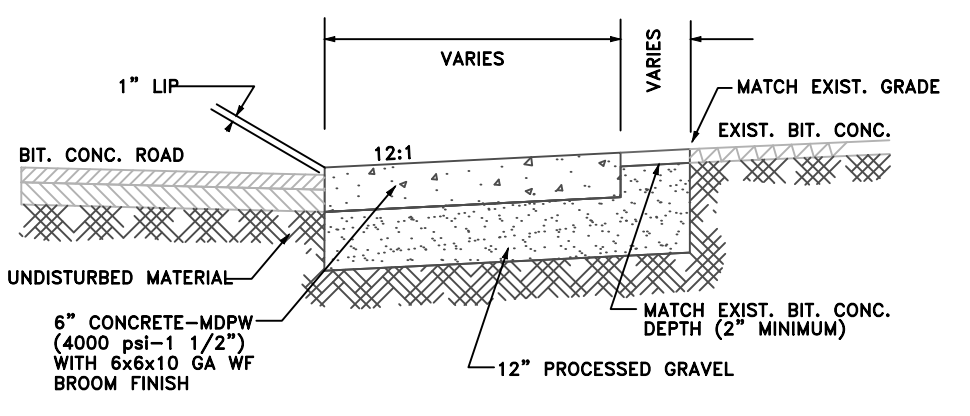 VARIES
VARIES
1" LIP
MATCH EXIST. GRADE
EXIST. BIT. CONC.
BIT. CONC. ROAD
12:1
UNDISTURBED MATERIAL
MATCH EXIST. BIT. CONC.
DEPTH (2" MINIMUM)
6" CONCRETE-MDPW
(4000 psi-1 1/2")
WITH 6x6x10 GA WF
BROOM FINISH
12" PROCESSED GRAVEL